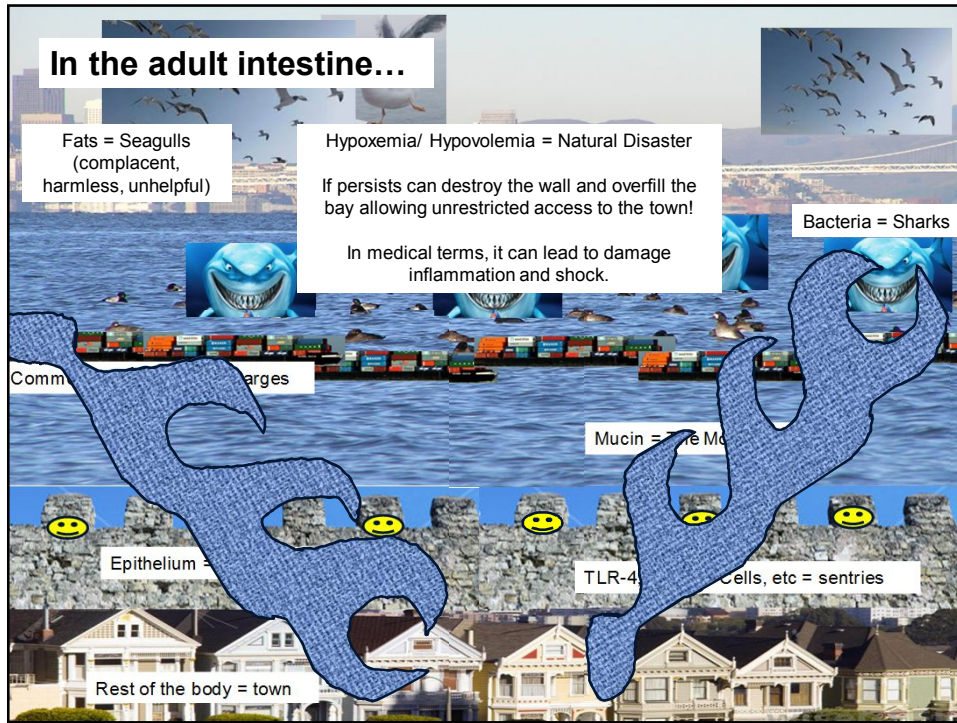 In the adult intestine…
Fats = Seagulls
(complacent,
harmless, unhelpful)
Hypoxemia/ Hypovolemia = Natural Disaster
If persists can destroy the wall and overfill the
bay allowing unrestricted access to the town!
In medical terms, it can lead to damage
inflammation and shock.
Bacteria = Sharks
Mucin =
Epithelium =
TLR-4, Cells, etc = sentries
Rest of the body = town